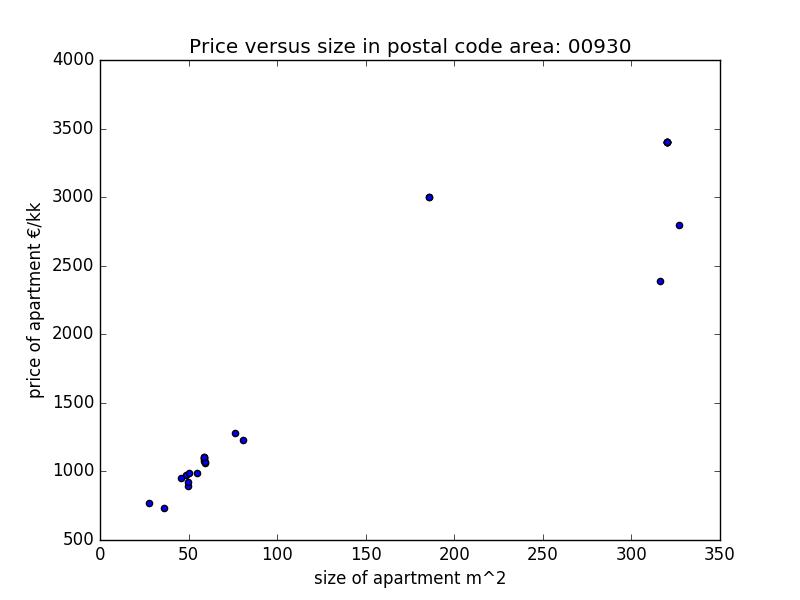 Price versus size in postal code area: 00930
4000
3500
3000
2500
2000
1500
1000
500
price of apartment €/kk
0 50 100 150 200 250 300 350
size of apartment m^2